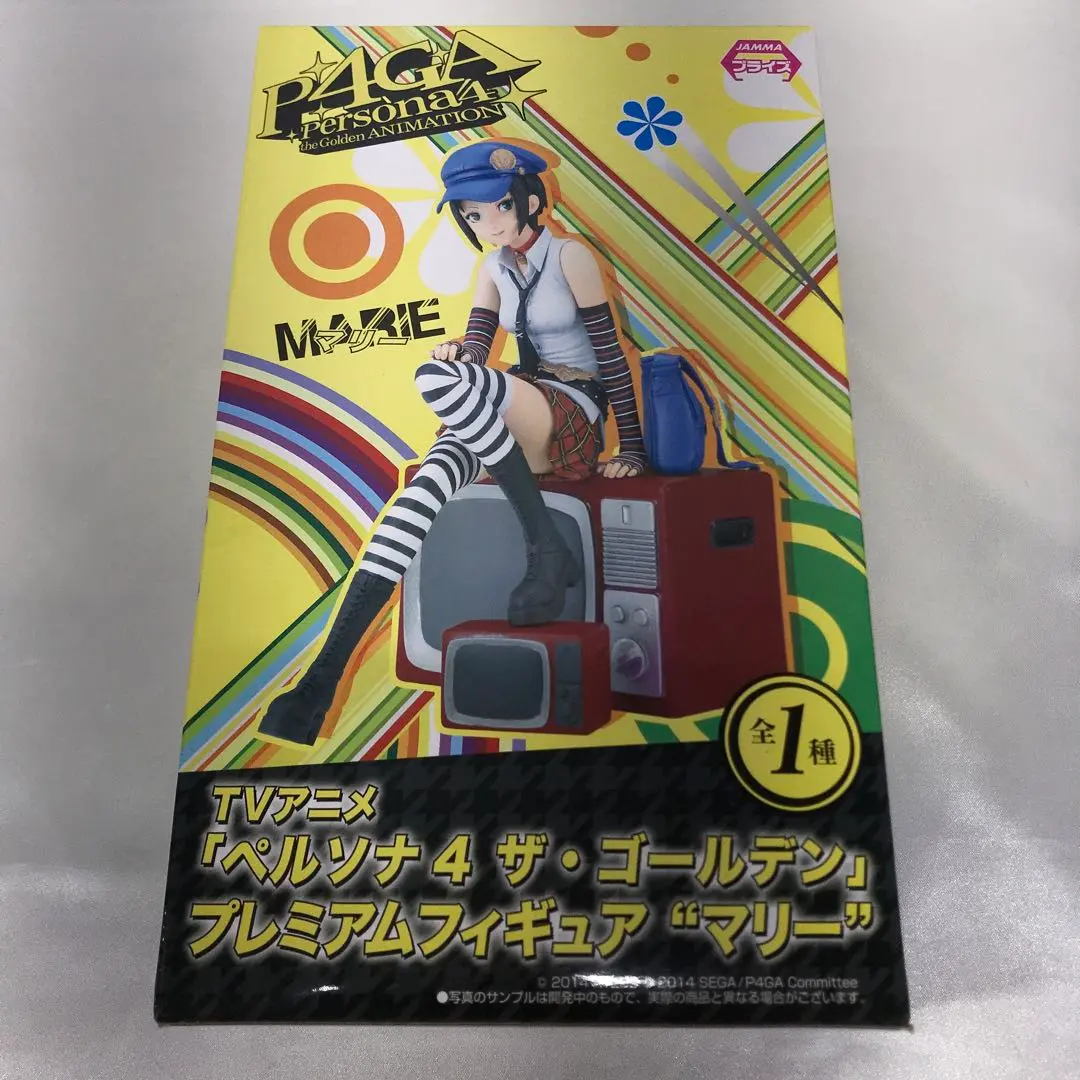 JAMMA
プライズ
P4GA
Persona4
the Golden ANIMATION
MARIE
マリー
全1種
TVアニメ
「ペルソナ4 ザ・ゴールデン」
プレミアムフィギュア “マリー”
© 2014 © 2014 SEGA/P4GA Committee
●写真のサンプルは開発中のもので、実際の商品と異なる場合がございます。